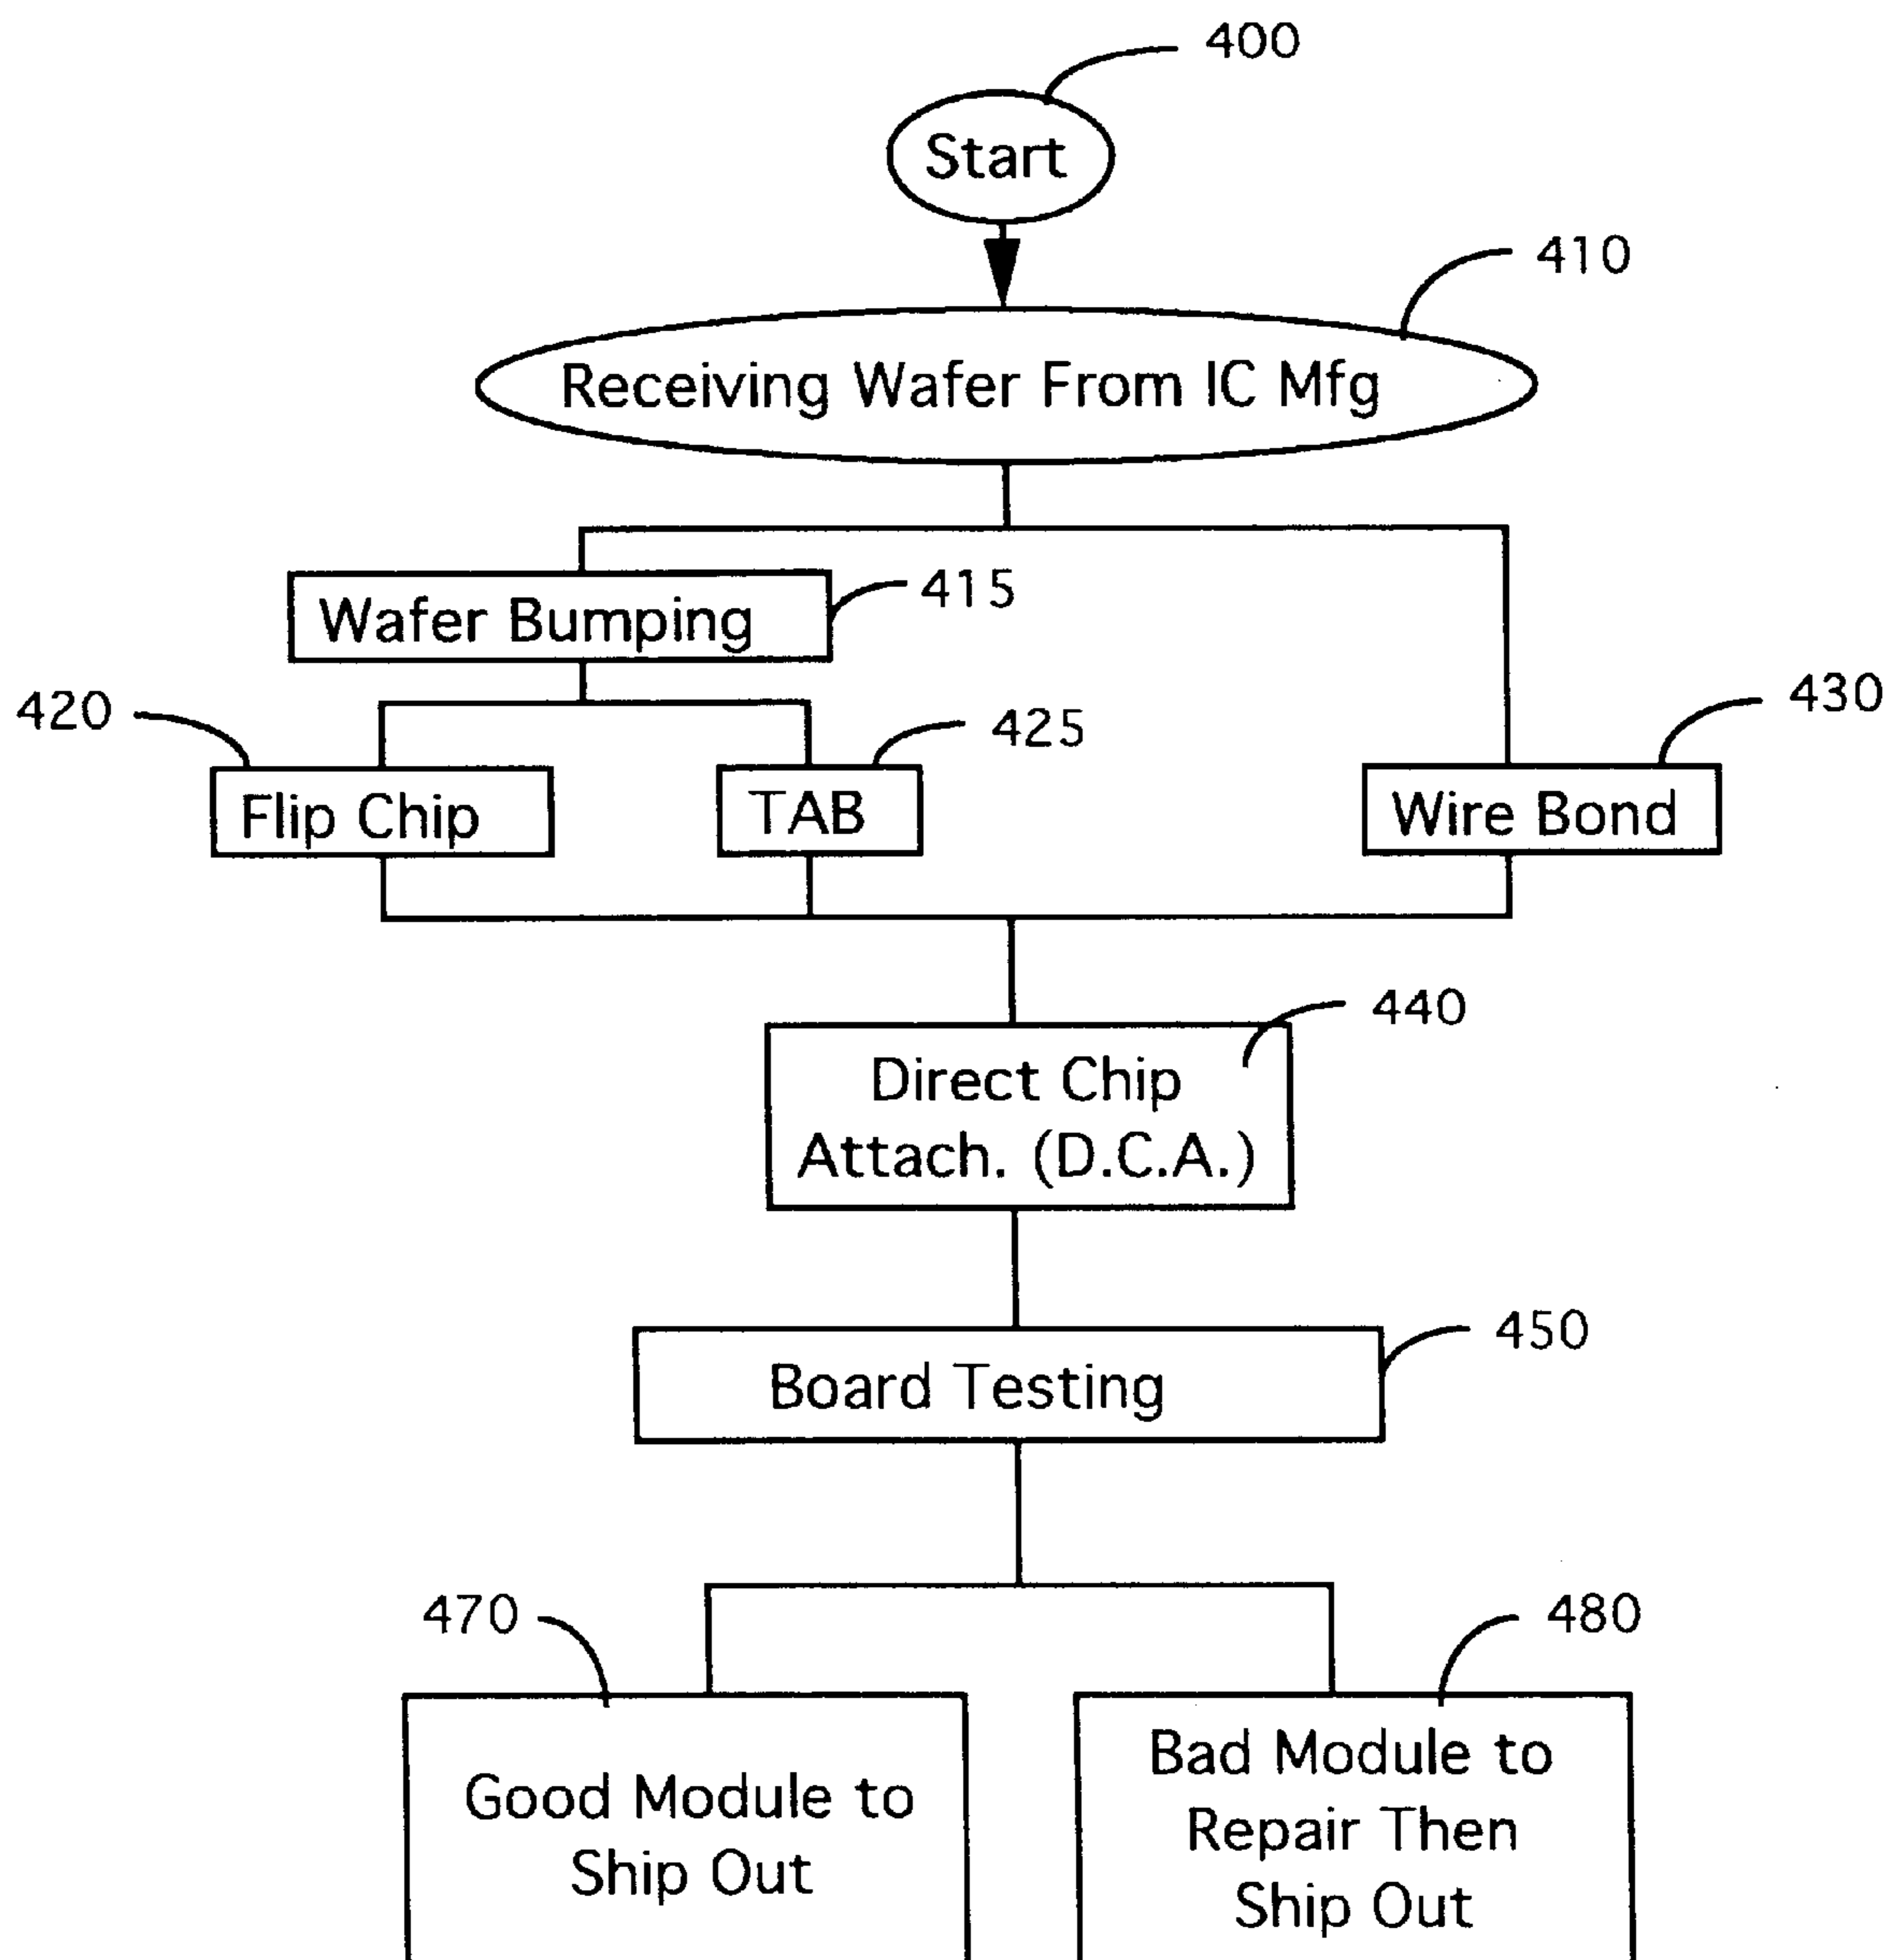 400
Start
410
Receiving Wafer From IC Mfg
Wafer Bumping
415
420
425
430
Flip Chip
TAB
Wire Bond
440
Direct Chip
Attach. (D.C.A.)
450
Board Testing
470
480
Good Module to
Ship Out
Bad Module to
Repair Then
Ship Out